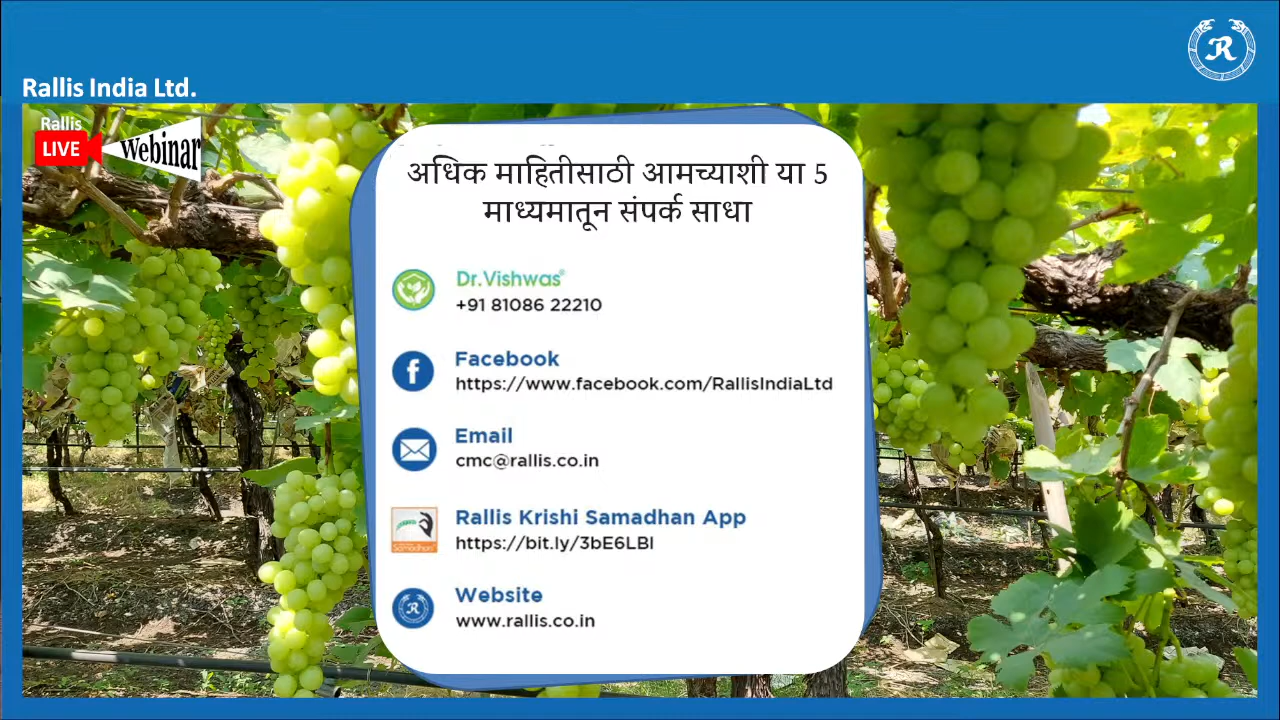 Rallis India Ltd.
R
Rallis
LIVE
Webinar
अधिक माहितीसाठी आमच्याशी या 5
माध्यमातून संपर्क साधा
Dr.Vishwas®
+91 81086 22210
Facebook
https://www.facebook.com/RallisIndiaLtd
Email
cmc@rallis.co.in
Rallis Krishi Samadhan App
https://bit.ly/3bE6LBl
Samadhan
Website
www.rallis.co.in
R